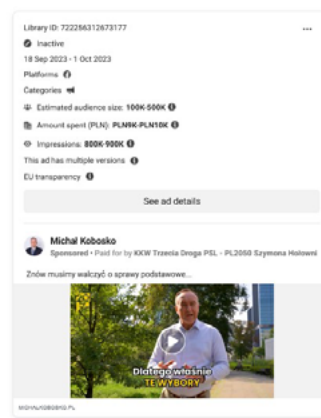 Library ID: 722256312673177
Inactive
18 Sep 2023 - 1 Oct 2023
Platforms
Categories
Estimated audience size: 100K-500K
Amount spent (PLN): PLN9K-PLN10K
Impressions: 800K-900K
This ad has multiple versions
EU transparency
See ad details
Michał Kobosko
Sponsored • Paid for by KKW Trzecia Droga PSL - PL2050 Szymona Hołowni
Znów musimy walczyć o sprawy podstawowe...
Dlatego właśnie
TE WYBORY
MICHALKOBOSKO.PL